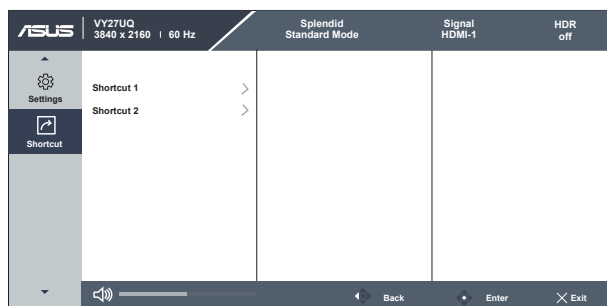 ASUS
VY27UQ
3840 x 2160 | 60 Hz
Splendid
Standard Mode
Signal
HDMI-1
HDR
off
Settings
Shortcut
Shortcut 1
Shortcut 2
Back
Enter
Exit